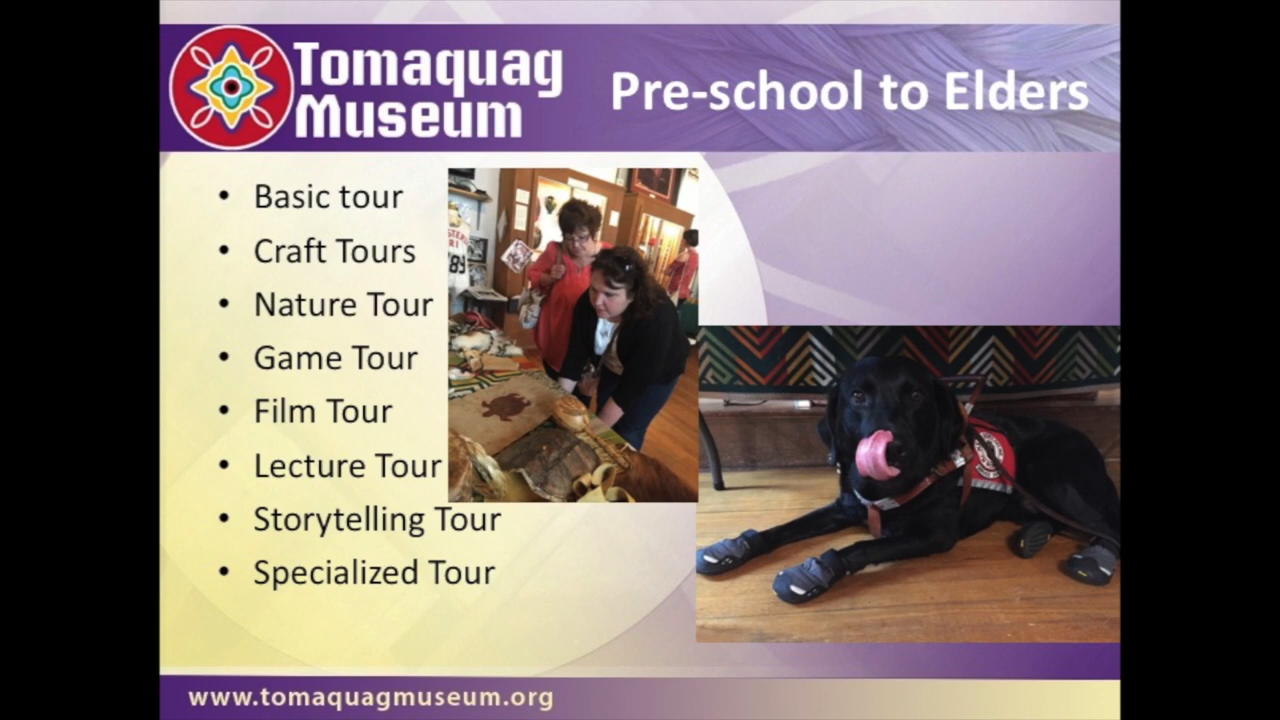 Tomaquag
Museum
Pre-school to Elders
• Basic tour
• Craft Tours
• Nature Tour
• Game Tour
• Film Tour
• Lecture Tour
• Storytelling Tour
• Specialized Tour
89
www.tomaquagmuseum.org